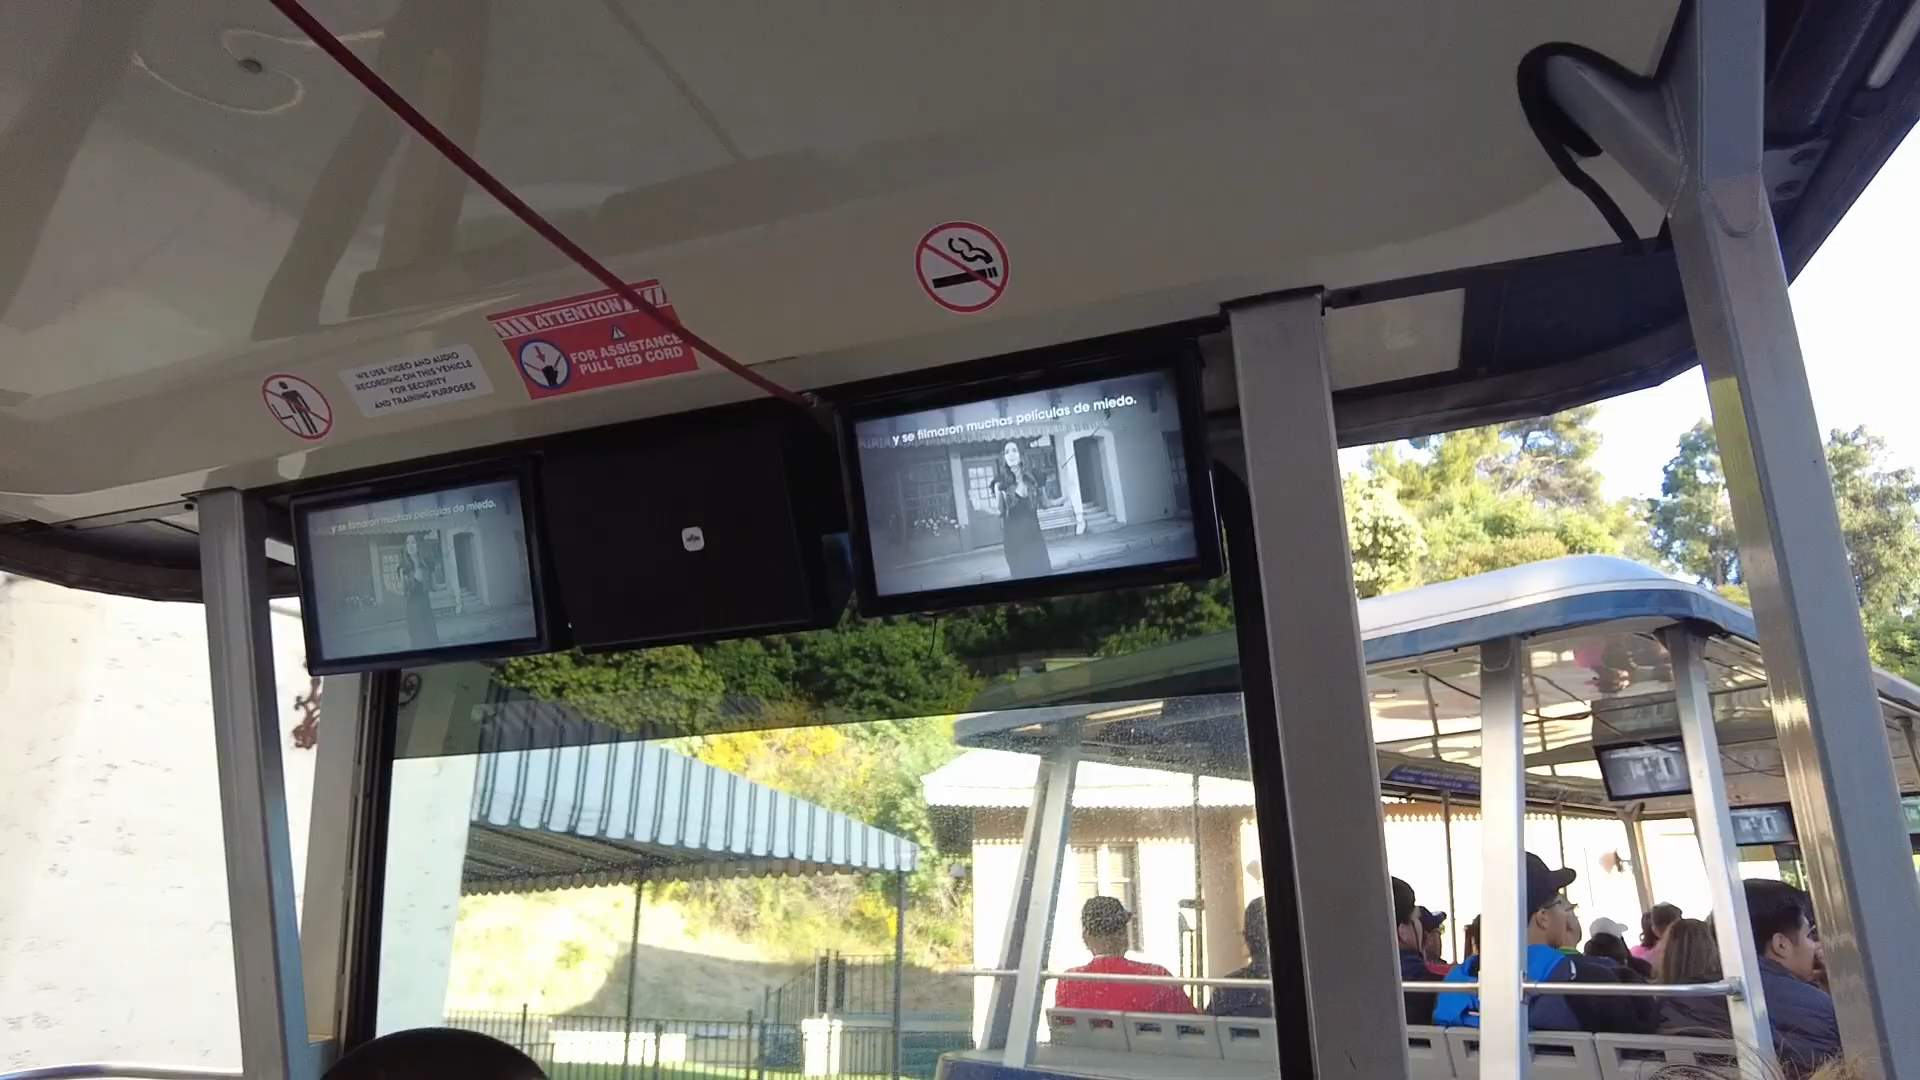 ATTENTION
FOR ASSISTANCE
PULL RED CORD
WE USE VIDEO AND AUDIO
RECORDING ON THIS VEHICLE
FOR SECURITY
AND TRAINING PURPOSES
y se filmaron muchas películas de miedo.
y se filmaron muchas películas de miedo.